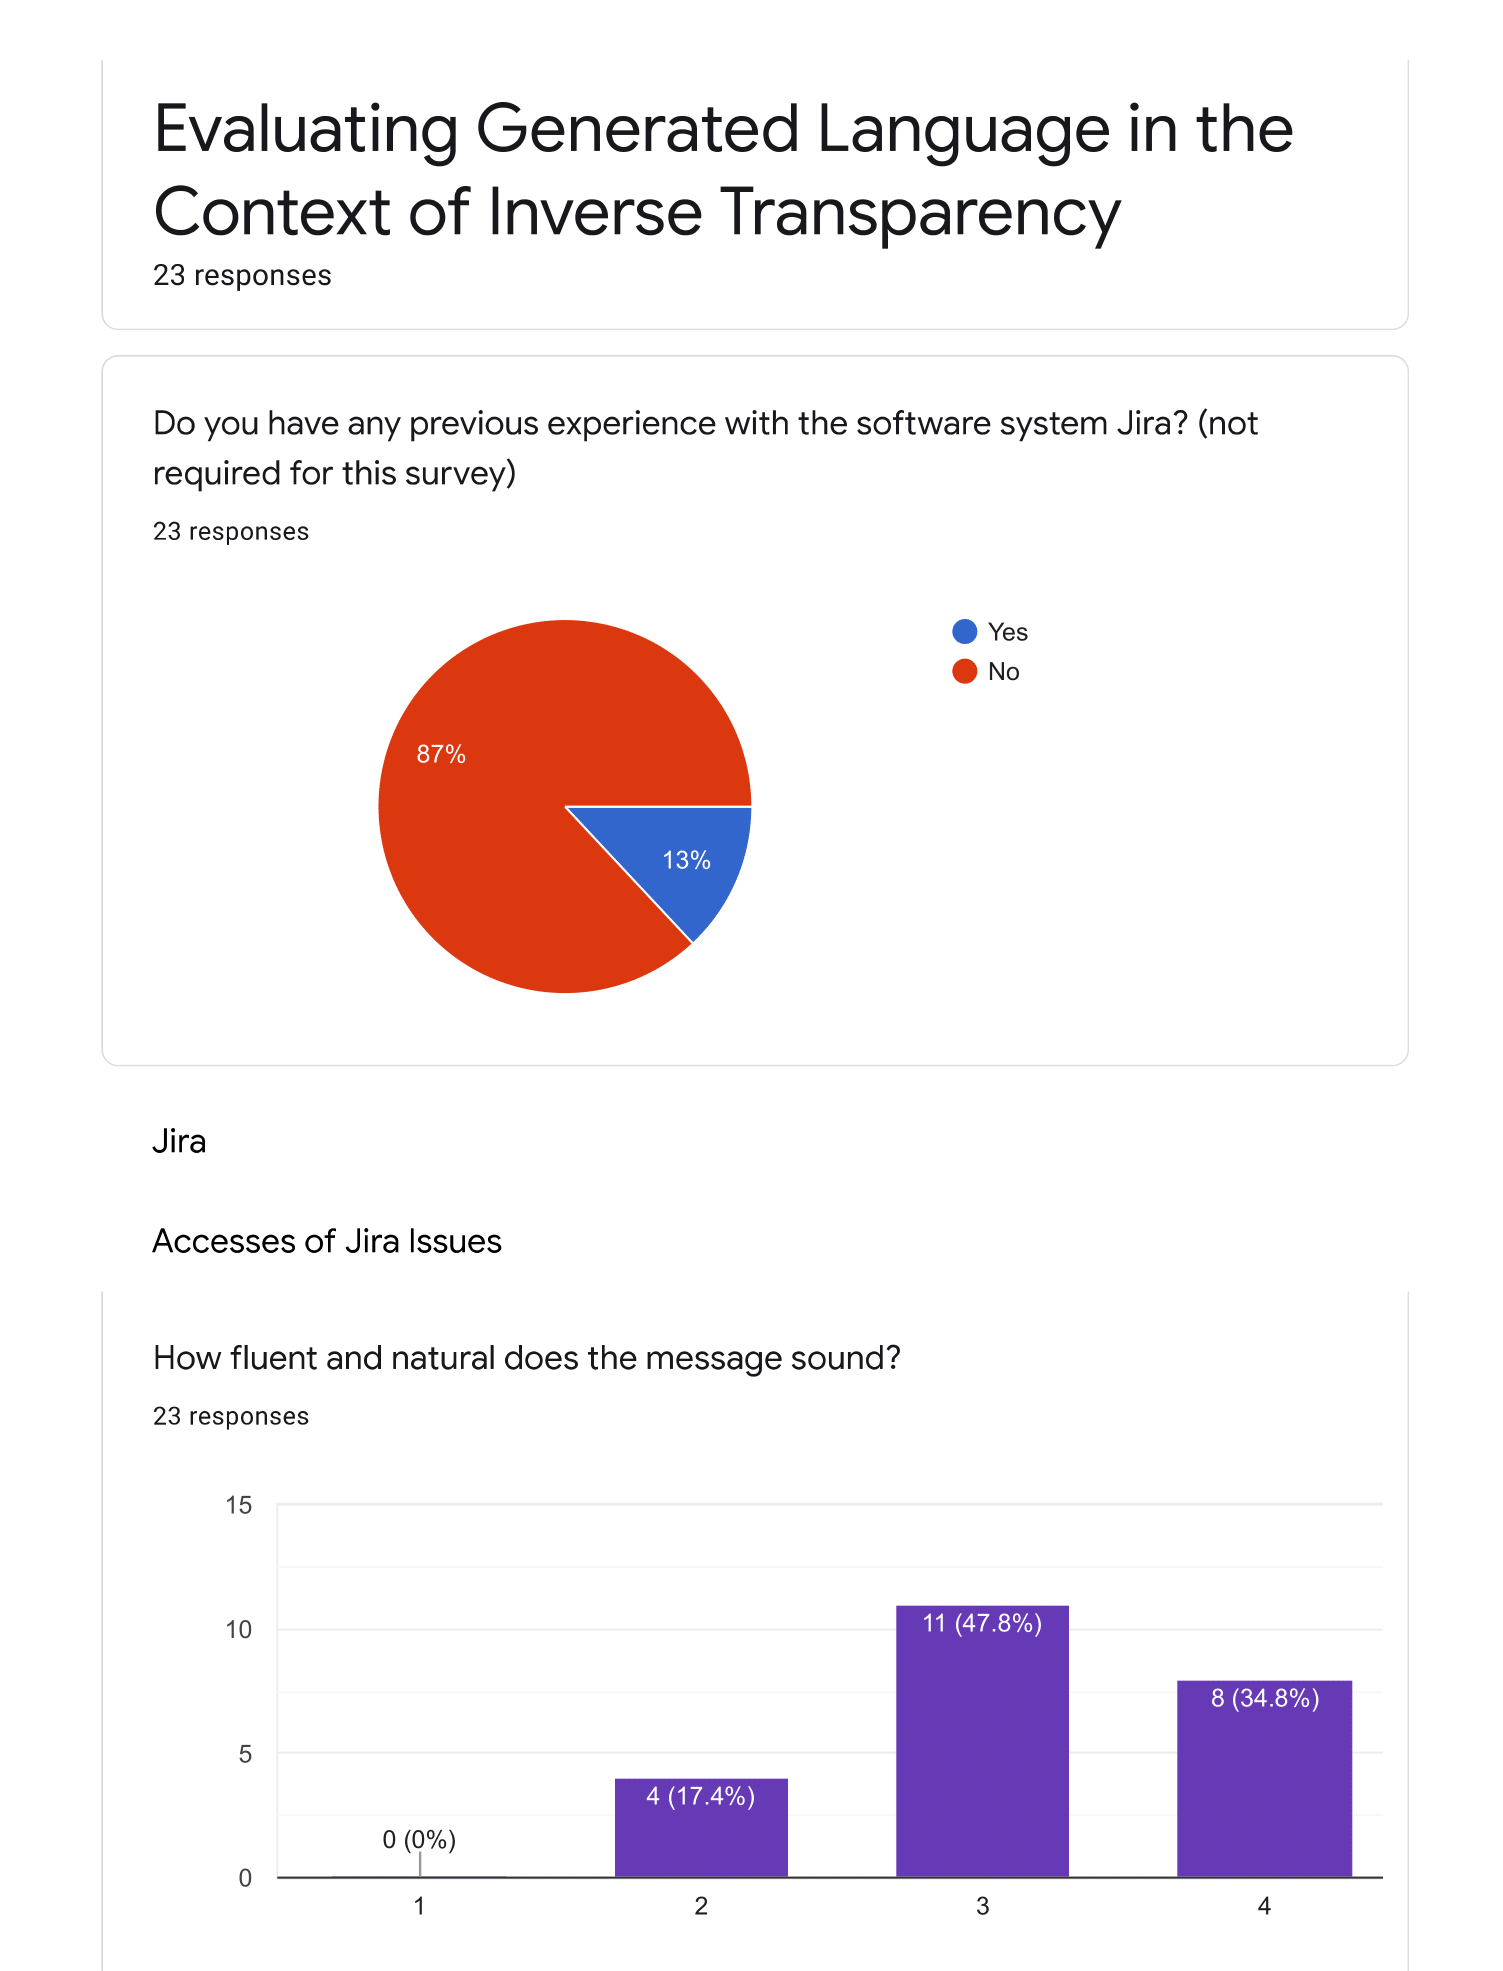 Evaluating Generated Language in the
Context of Inverse Transparency
23 responses
Do you have any previous experience with the software system Jira? (not
required for this survey)
23 responses
Yes
No
87%
13%
Jira
Accesses of Jira Issues
How fluent and natural does the message sound?
23 responses
15
10
5
0
0 (0%)
4 (17.4%)
11 (47.8%)
8 (34.8%)
1
2
3
4